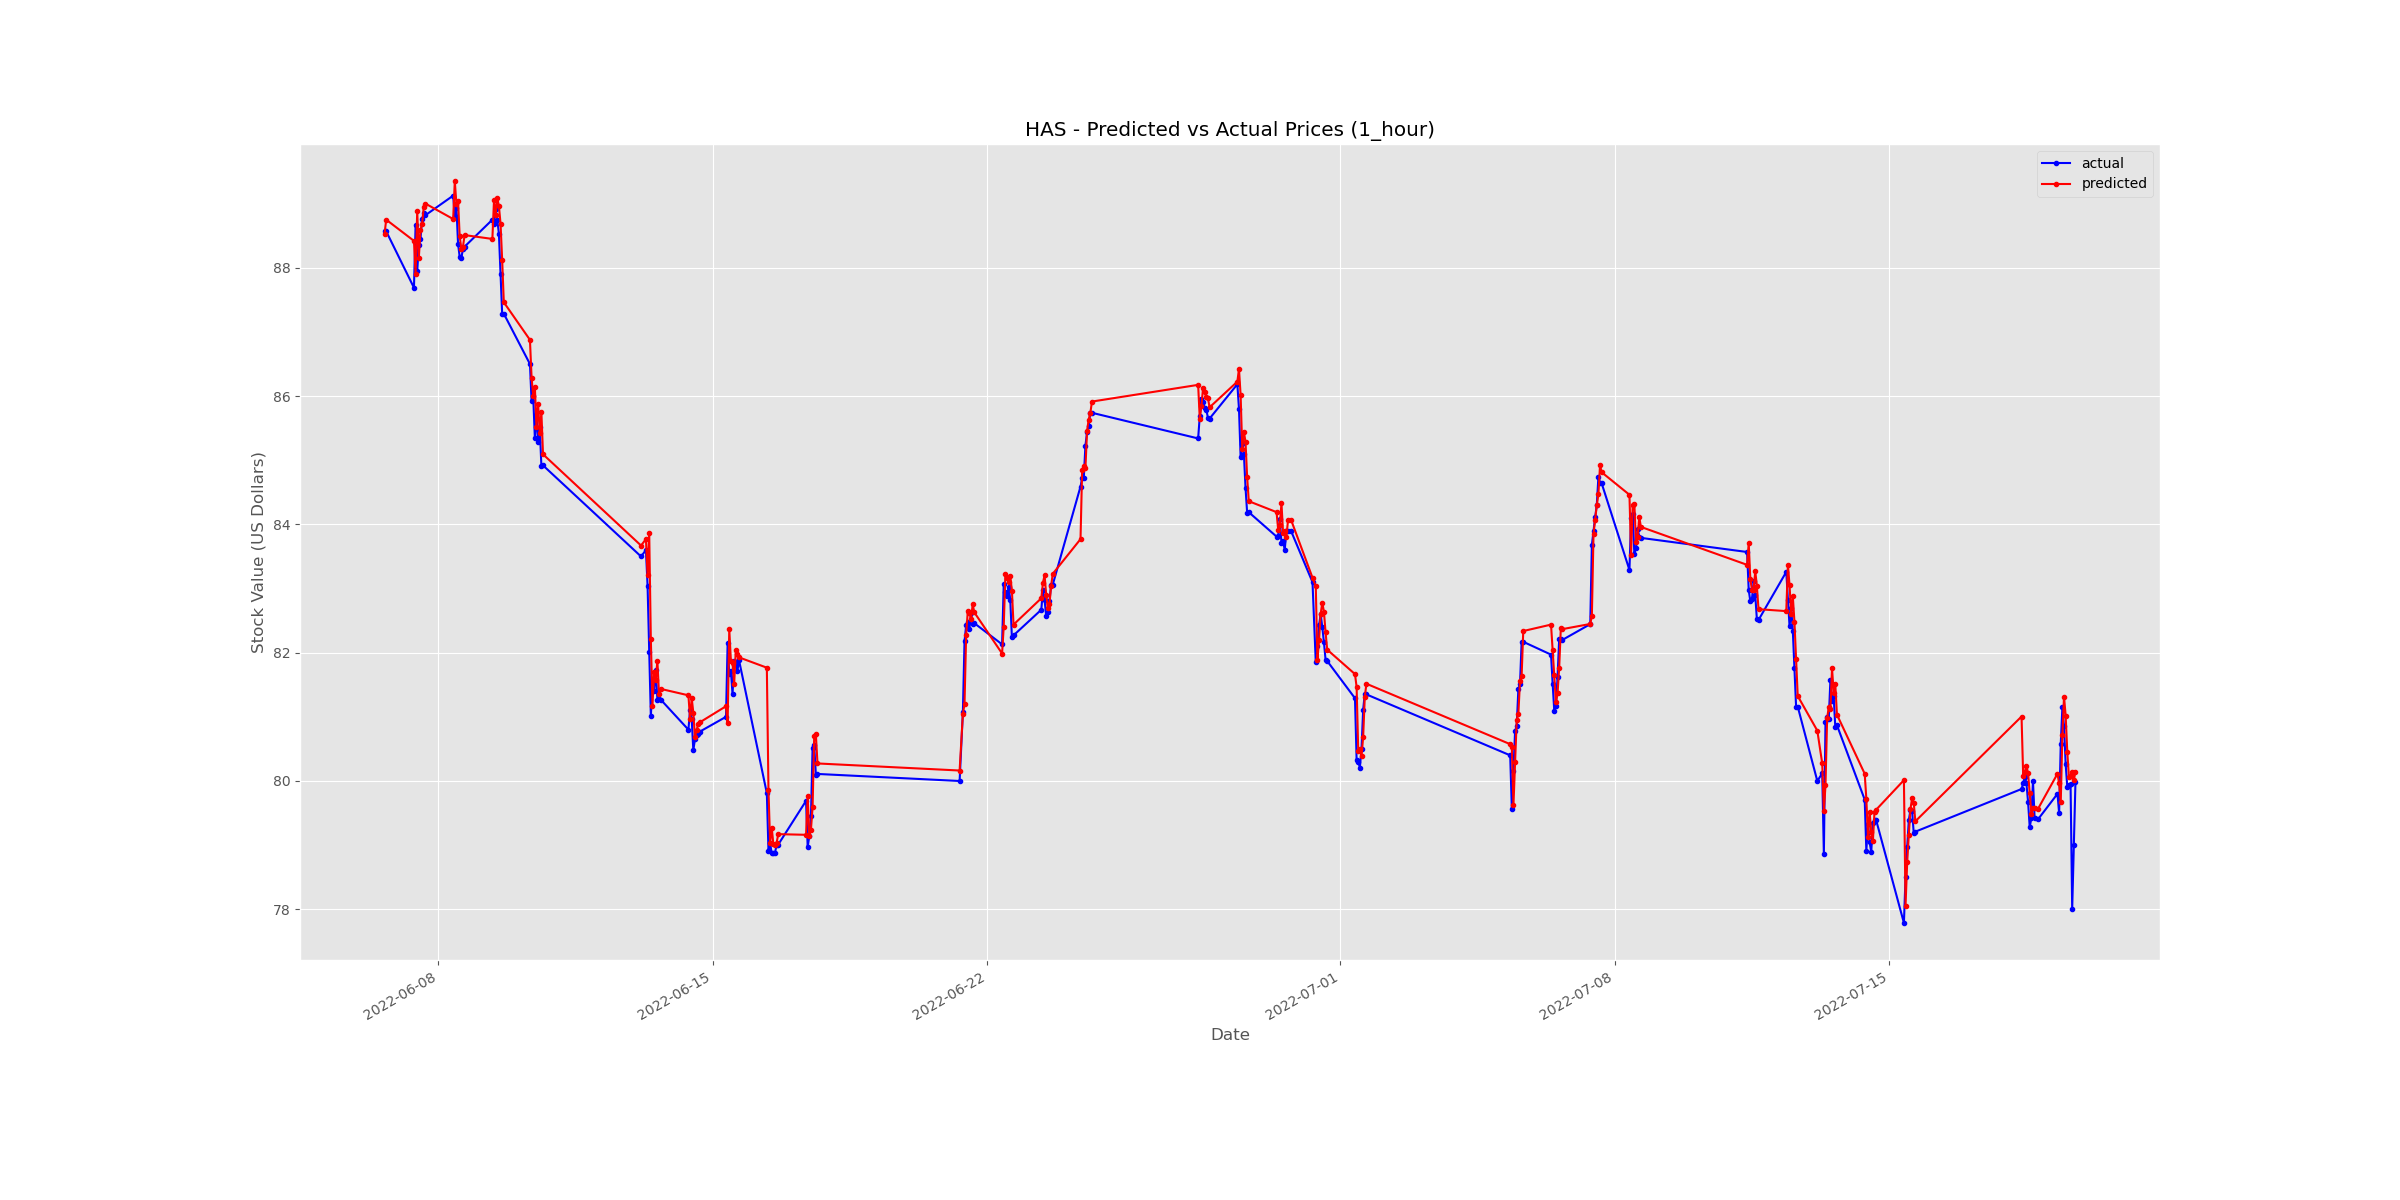 HAS - Predicted vs Actual Prices (1_hour)
actual
predicted
Stock Value (US Dollars)
88
86
84
82
80
78
2022-06-08
2022-06-15
2022-06-22
2022-07-01
2022-07-08
2022-07-15
Date